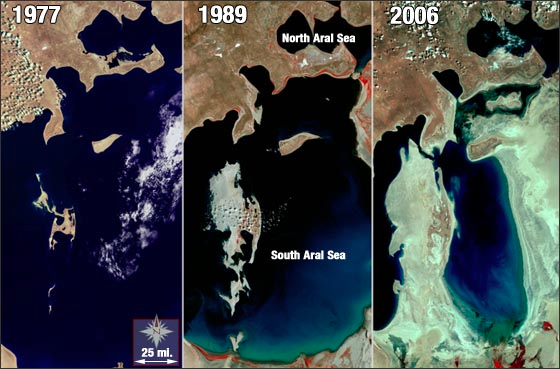 1977
1989
2006
North Aral Sea
South Aral Sea
25 mi.